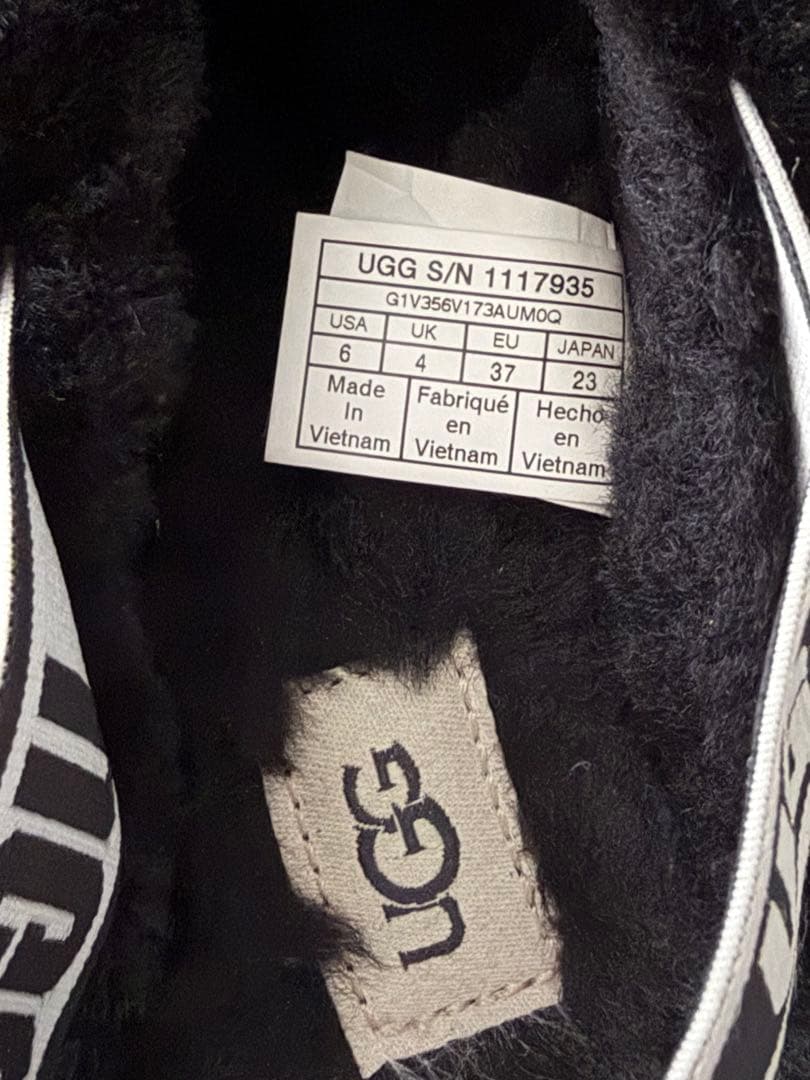 UGG S/N 1117935
G1V356V173AUM0Q
USA UK EU JAPAN
6 4 37 23
Made In Vietnam
Fabriqué en Vietnam
Hecho en Vietnam
UGG